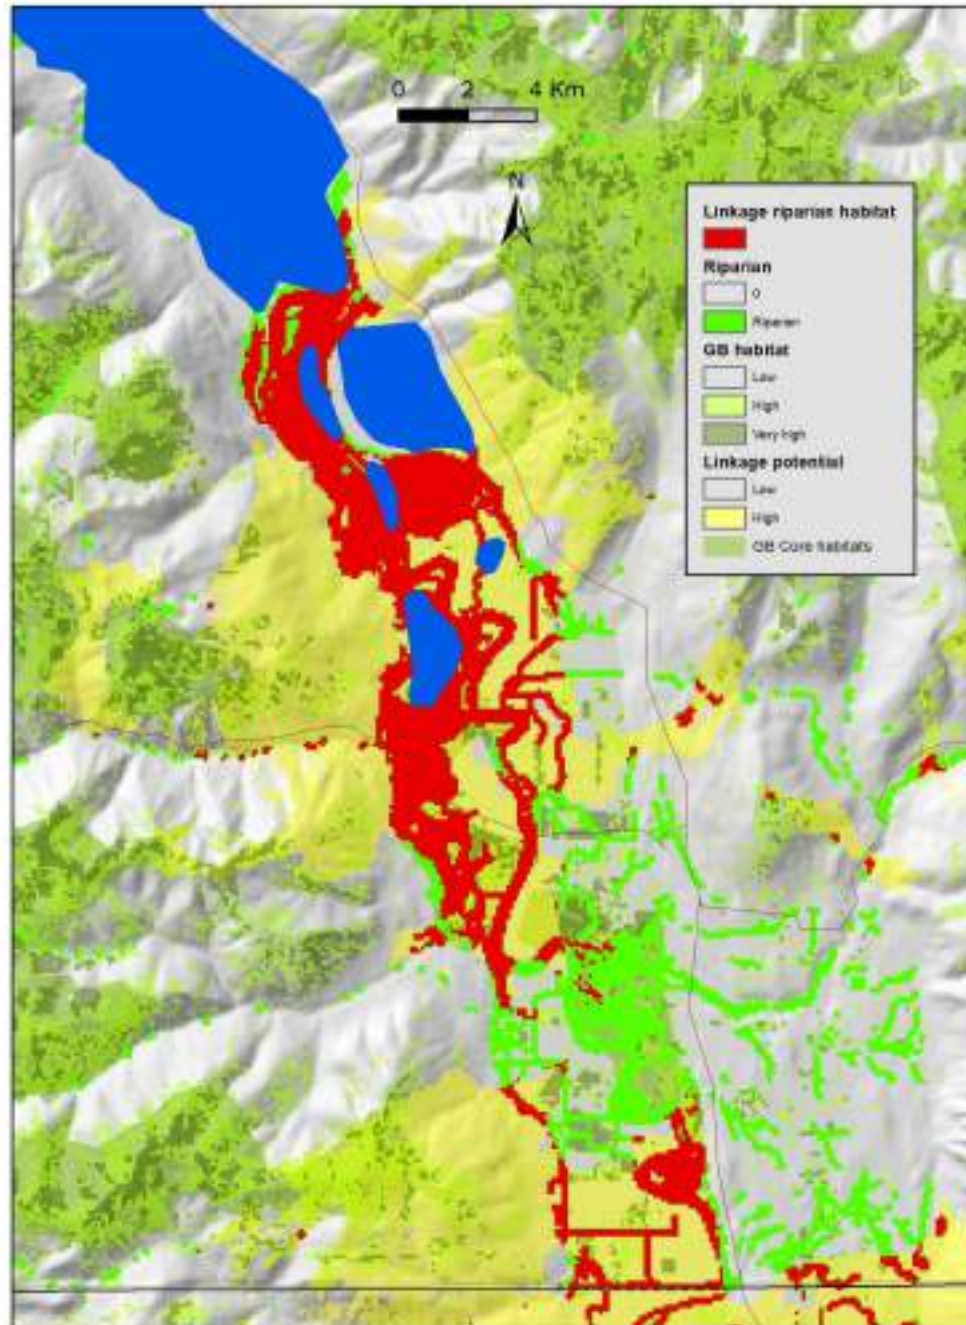 0 2 4 Km
N
Linkage riparian habitat
Riparian
0
Riparian
GB habitat
Low
High
Very high
Linkage potential
Low
High
GB Core habitats